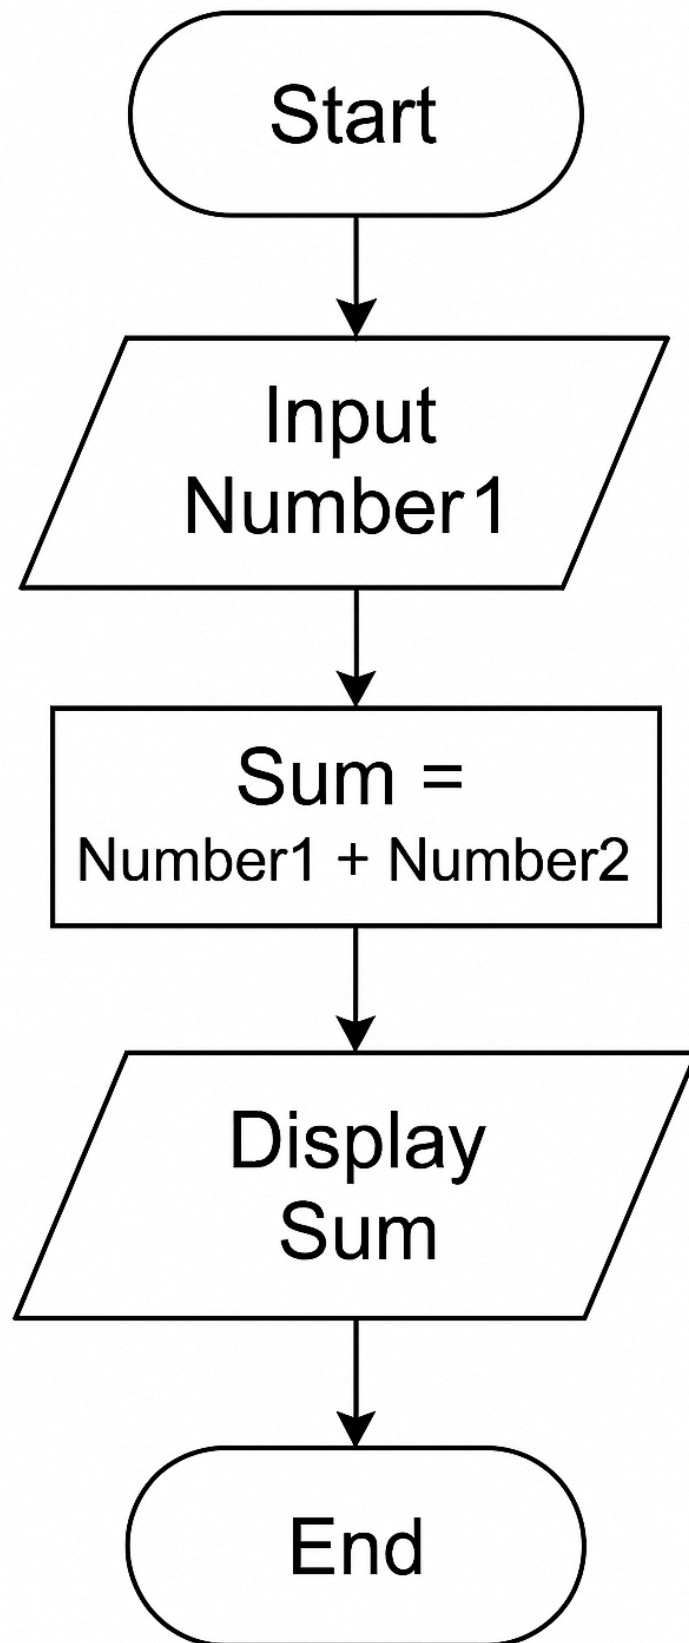 Start
Input
Number1
Sum =
Number1 + Number2
Display
Sum
End